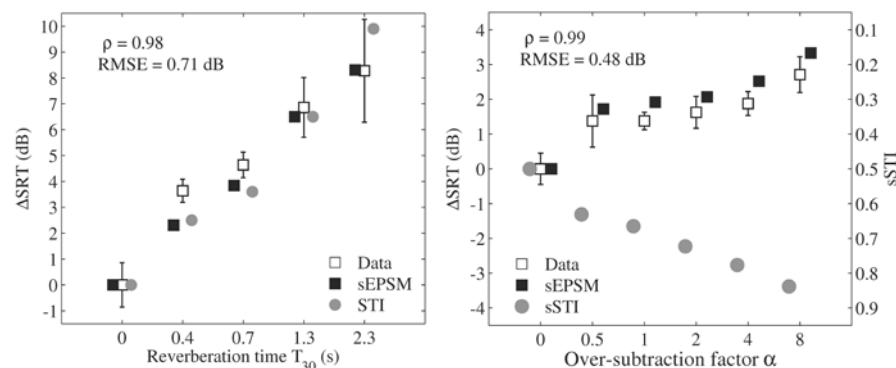 10
9
8
7
6
5
4
3
2
1
0
-1
ΔSRT (dB)
ρ = 0.98
RMSE = 0.71 dB
Data
sEPSM
STI
0 0.4 0.7 1.3 2.3
Reverberation time T30 (s)
4
3
2
1
0
-1
-2
-3
-4
ΔSRT (dB)
ρ = 0.99
RMSE = 0.48 dB
Data
sEPSM
sSTI
0 0.5 1 2 4 8
Over-subtraction factor α
0.1
0.2
0.3
0.4
0.5
0.6
0.7
0.8
0.9
sSTI